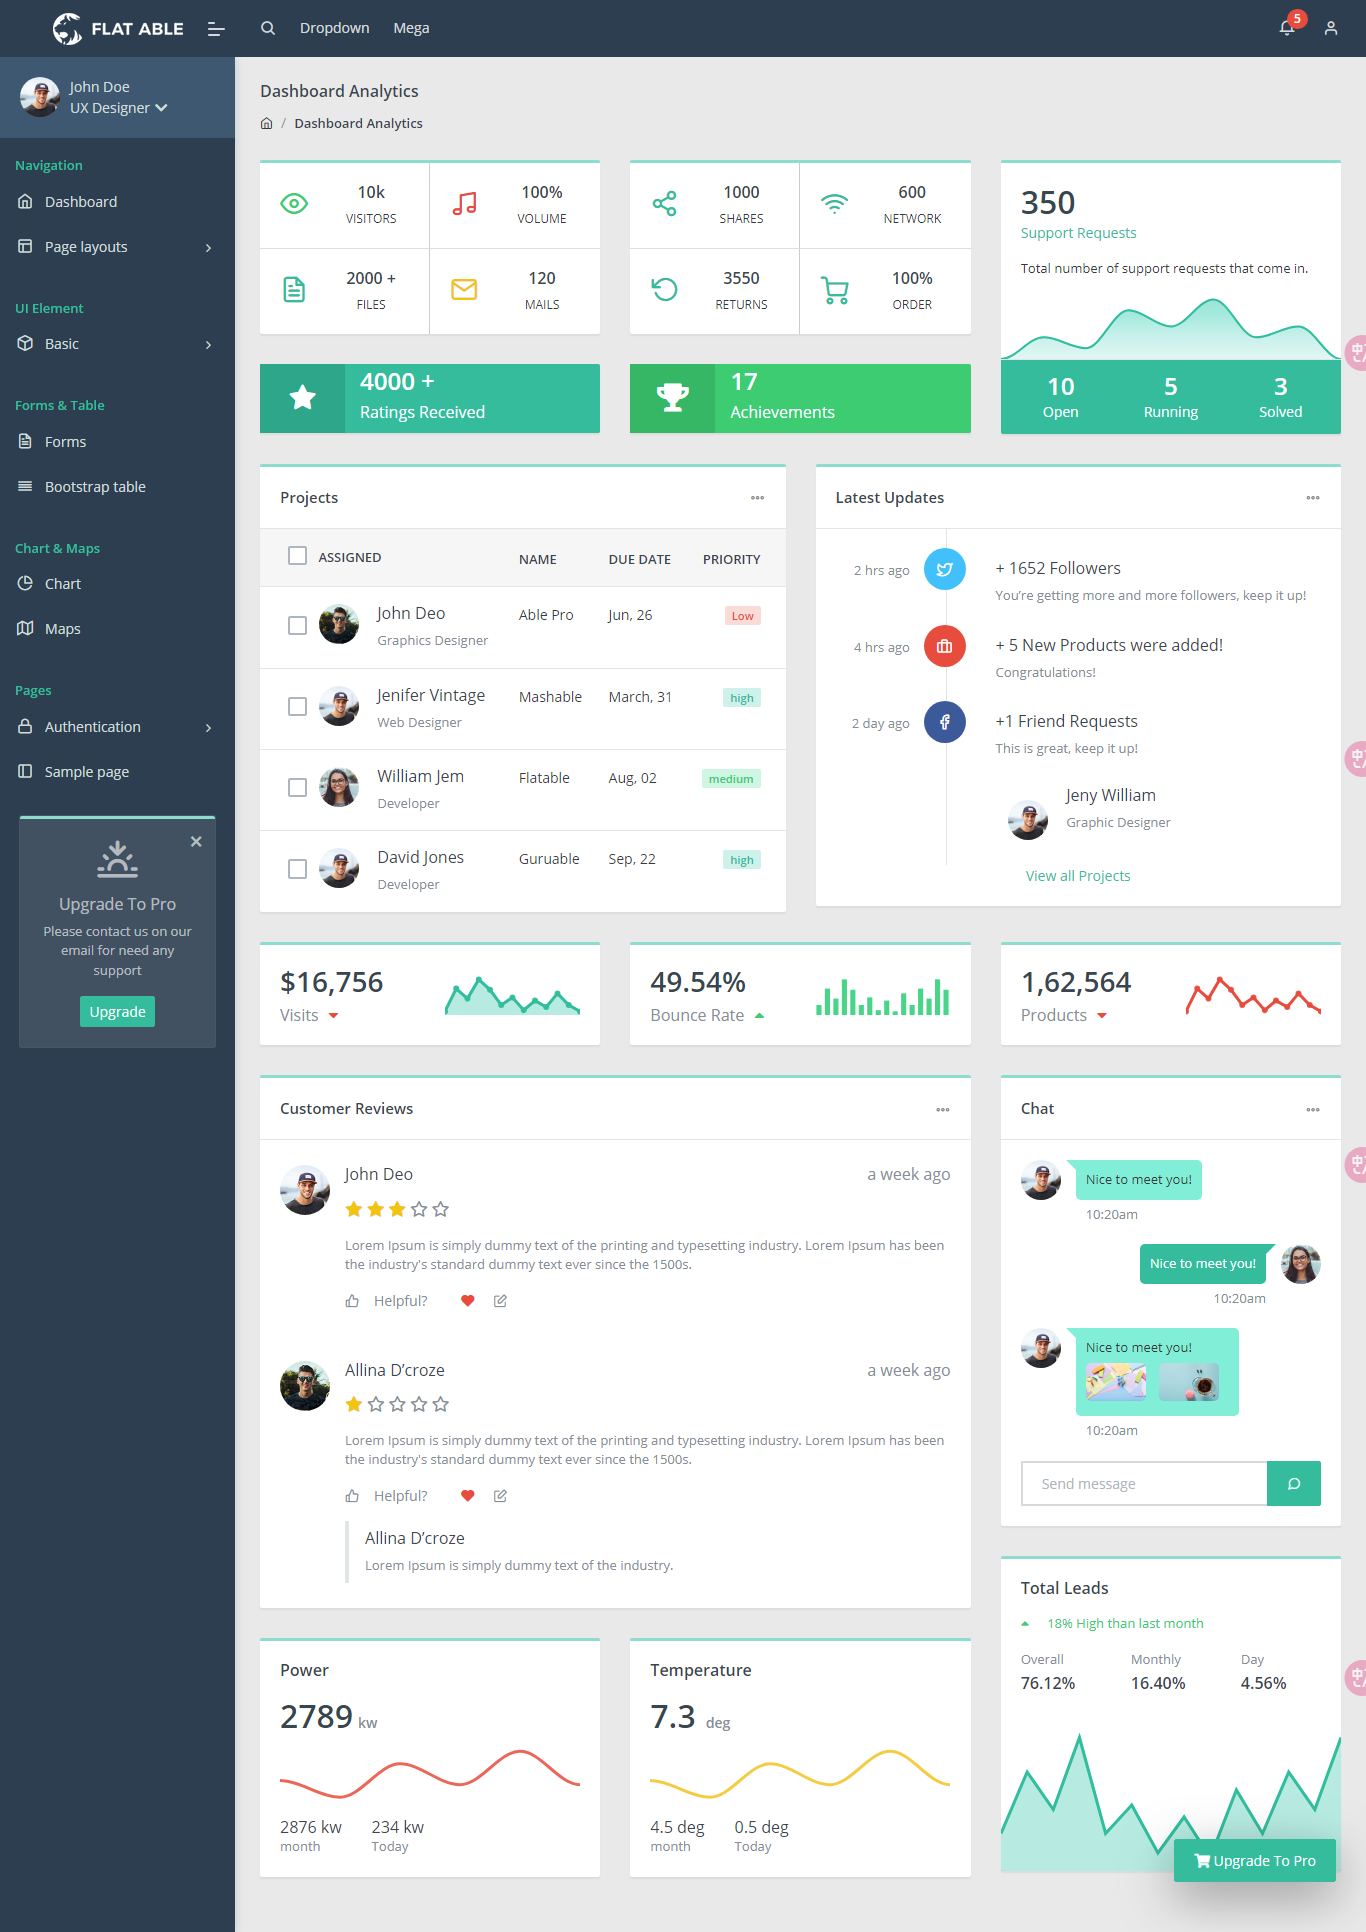 FLAT ABLE
Dropdown
Mega
5
John Doe
UX Designer
Navigation
Dashboard
Page layouts
UI Element
Basic
Forms & Table
Forms
Bootstrap table
Chart & Maps
Chart
Maps
Pages
Authentication
Sample page
Upgrade To Pro
Please contact us on our
email for need any
support
Upgrade
Dashboard Analytics
/ Dashboard Analytics
10k
VISITORS
100%
VOLUME
2000 +
FILES
120
MAILS
1000
SHARES
600
NETWORK
3550
RETURNS
100%
ORDER
350
Support Requests
Total number of support requests that come in.
10
Open
5
Running
3
Solved
4000 +
Ratings Received
17
Achievements
Projects
ASSIGNED NAME DUE DATE PRIORITY
John Deo Able Pro Jun, 26 Low
Graphics Designer
Jenifer Vintage Mashable March, 31 high
Web Designer
William Jem Flatable Aug, 02 medium
Developer
David Jones Guruable Sep, 22 high
Developer
Latest Updates
2 hrs ago + 1652 Followers
You're getting more and more followers, keep it up!
4 hrs ago + 5 New Products were added!
Congratulations!
2 day ago +1 Friend Requests
This is great, keep it up!
Jeny William
Graphic Designer
View all Projects
$16,756
Visits
49.54%
Bounce Rate
1,62,564
Products
Customer Reviews
John Deo a week ago
Lorem Ipsum is simply dummy text of the printing and typesetting industry. Lorem Ipsum has been
the industry's standard dummy text ever since the 1500s.
Helpful?
Allina D’croze a week ago
Lorem Ipsum is simply dummy text of the printing and typesetting industry. Lorem Ipsum has been
the industry's standard dummy text ever since the 1500s.
Helpful?
Allina D’croze
Lorem Ipsum is simply dummy text of the industry.
Chat
Nice to meet you!
10:20am
Nice to meet you!
10:20am
Nice to meet you!
10:20am
Send message
Power
2789 kw
2876 kw 234 kw
month Today
Temperature
7.3 deg
4.5 deg 0.5 deg
month Today
Total Leads
18% High than last month
Overall Monthly Day
76.12% 16.40% 4.56%
Upgrade To Pro